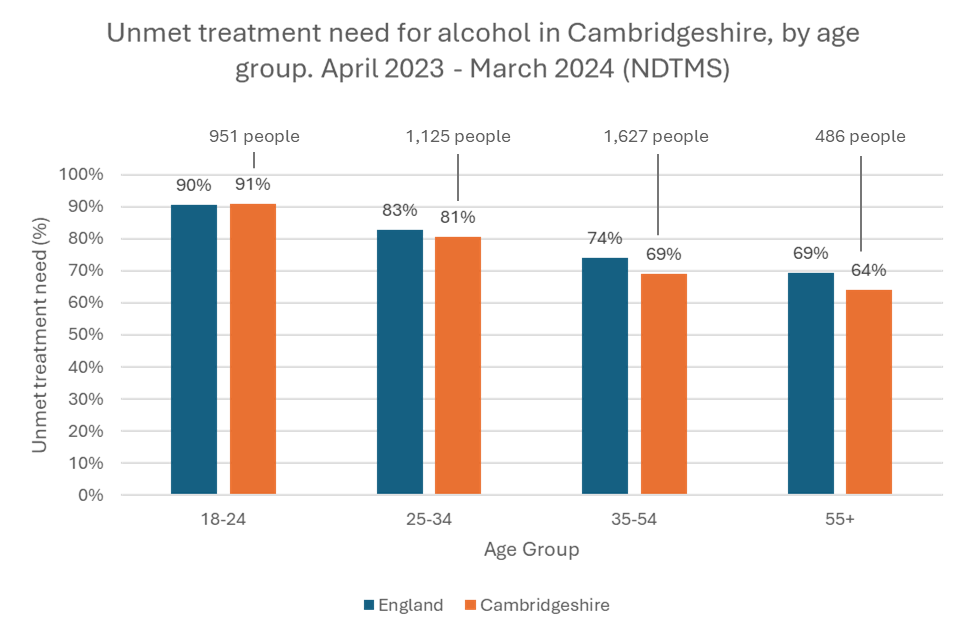 Unmet treatment need for alcohol in Cambridgeshire, by age
group. April 2023 - March 2024 (NDTMS)
951 people
1,125 people
1,627 people
486 people
Unmet treatment need (%)
100%
90%
80%
70%
60%
50%
40%
30%
20%
10%
0%
90%
91%
83%
81%
74%
69%
69%
64%
18-24
25-34
35-54
55+
Age Group
England
Cambridgeshire